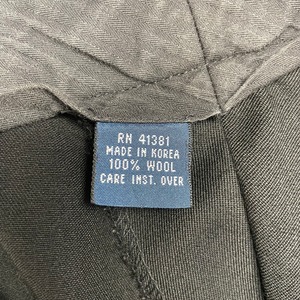 RN 41381
MADE IN KOREA
100% WOOL
CARE INST. OVER